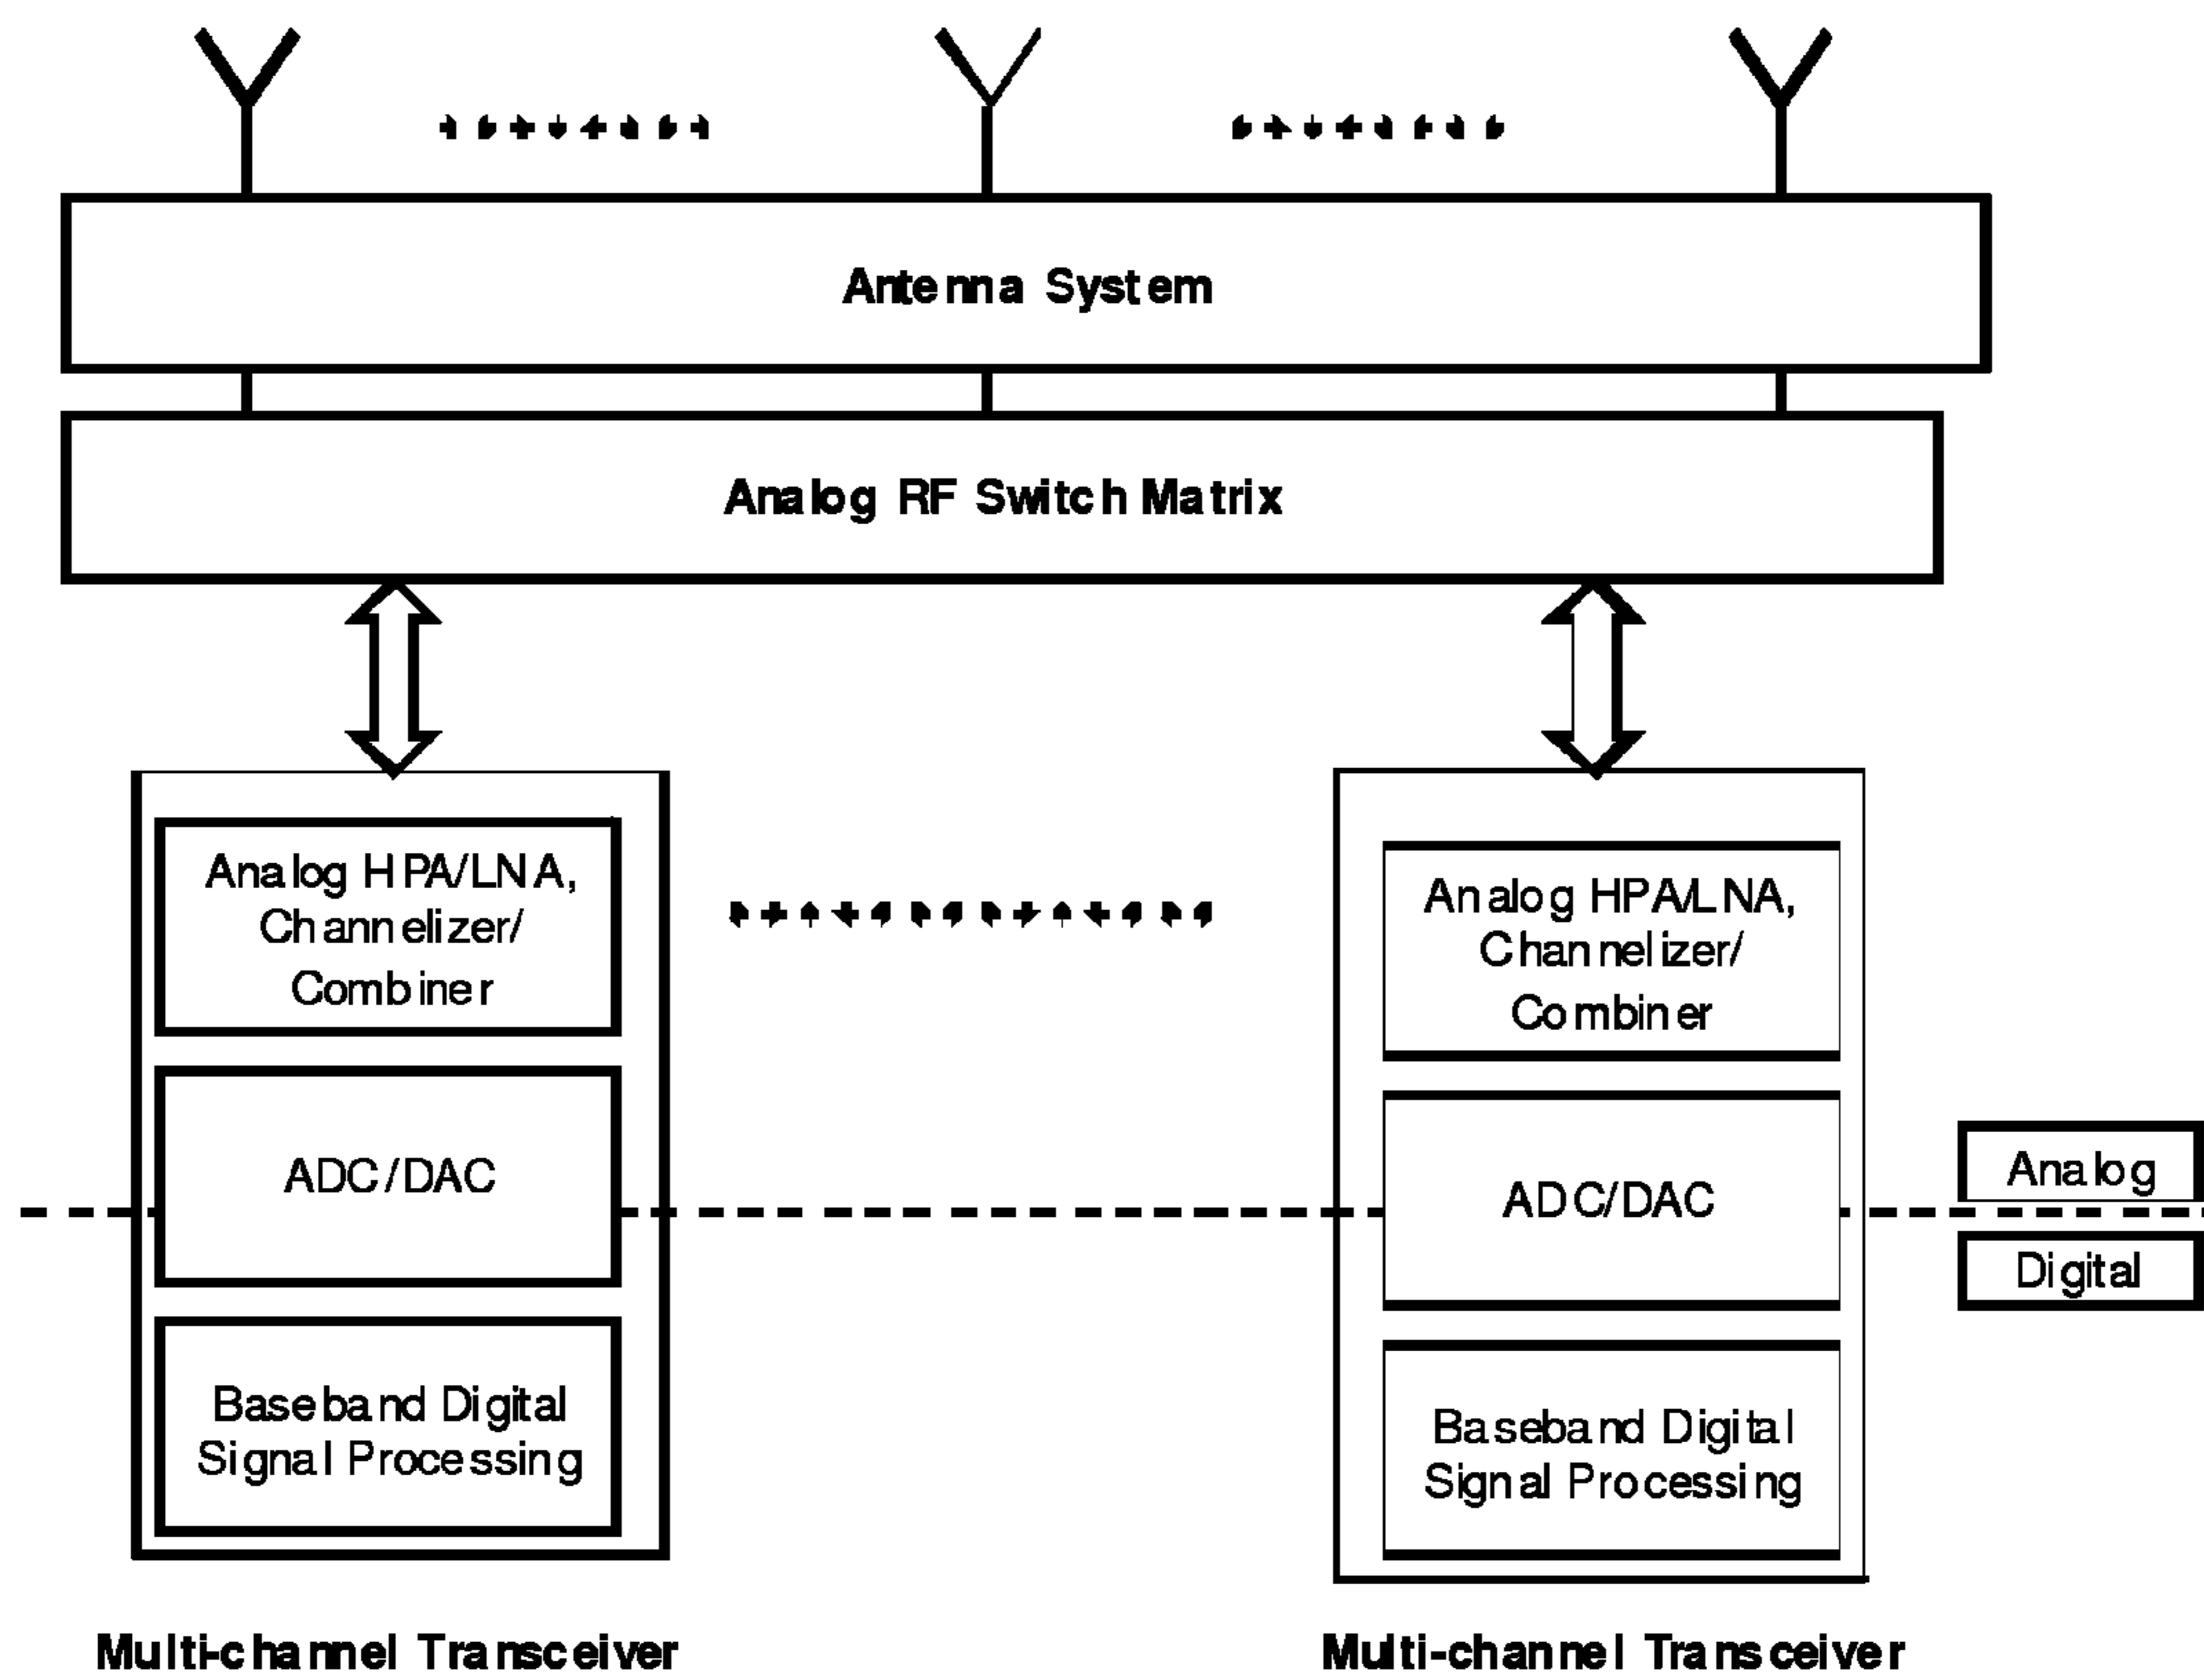 Antenna System
Analog RF Switch Matrix
Analog HPA/LNA,
Channelizer/
Combiner
ADC/DAC
Baseband Digital
Signal Processing
Multi-channel Transceiver
Analog HPA/LNA,
Channelizer/
Combiner
ADC/DAC
Baseband Digital
Signal Processing
Multi-channel Transceiver
Analog
Digital